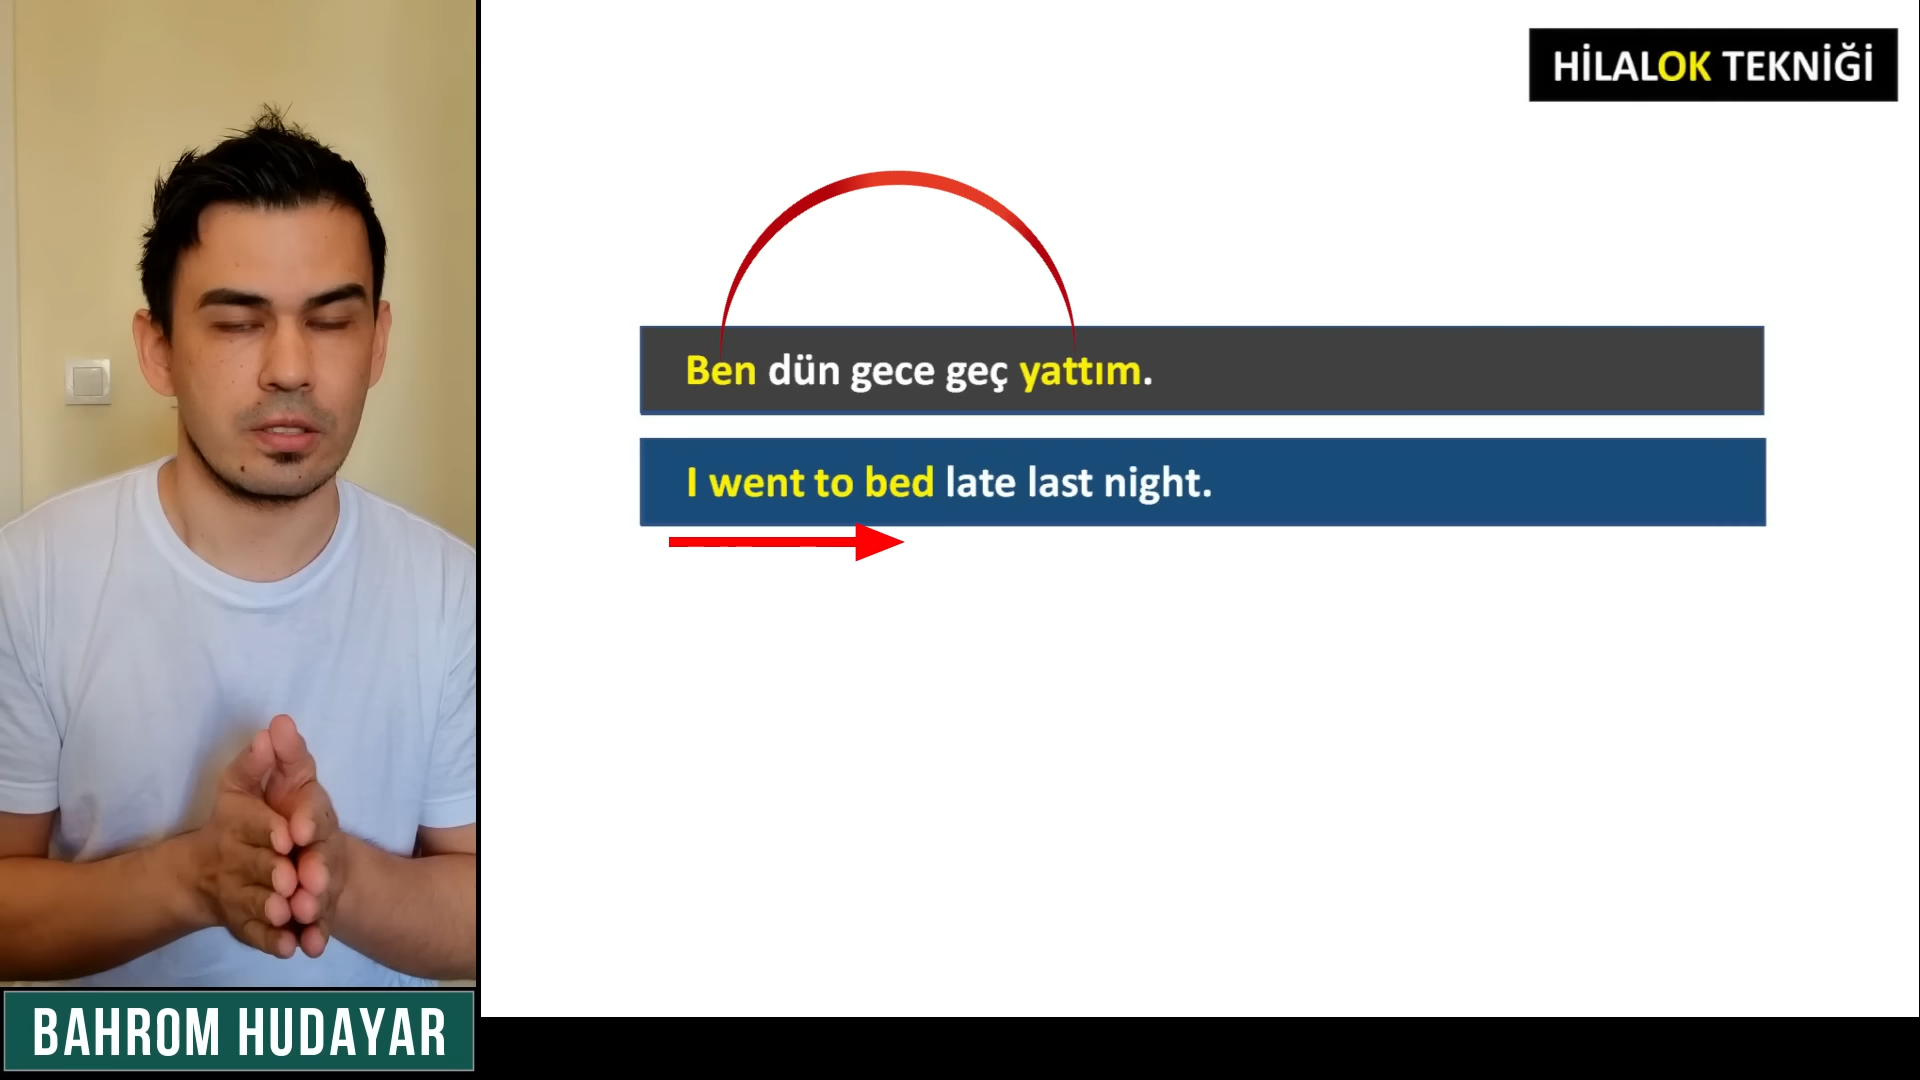 HİLALOK TEKNİĞİ
Ben dün gece geç yattım.
I went to bed late last night.
BAHROM HUDAYAR